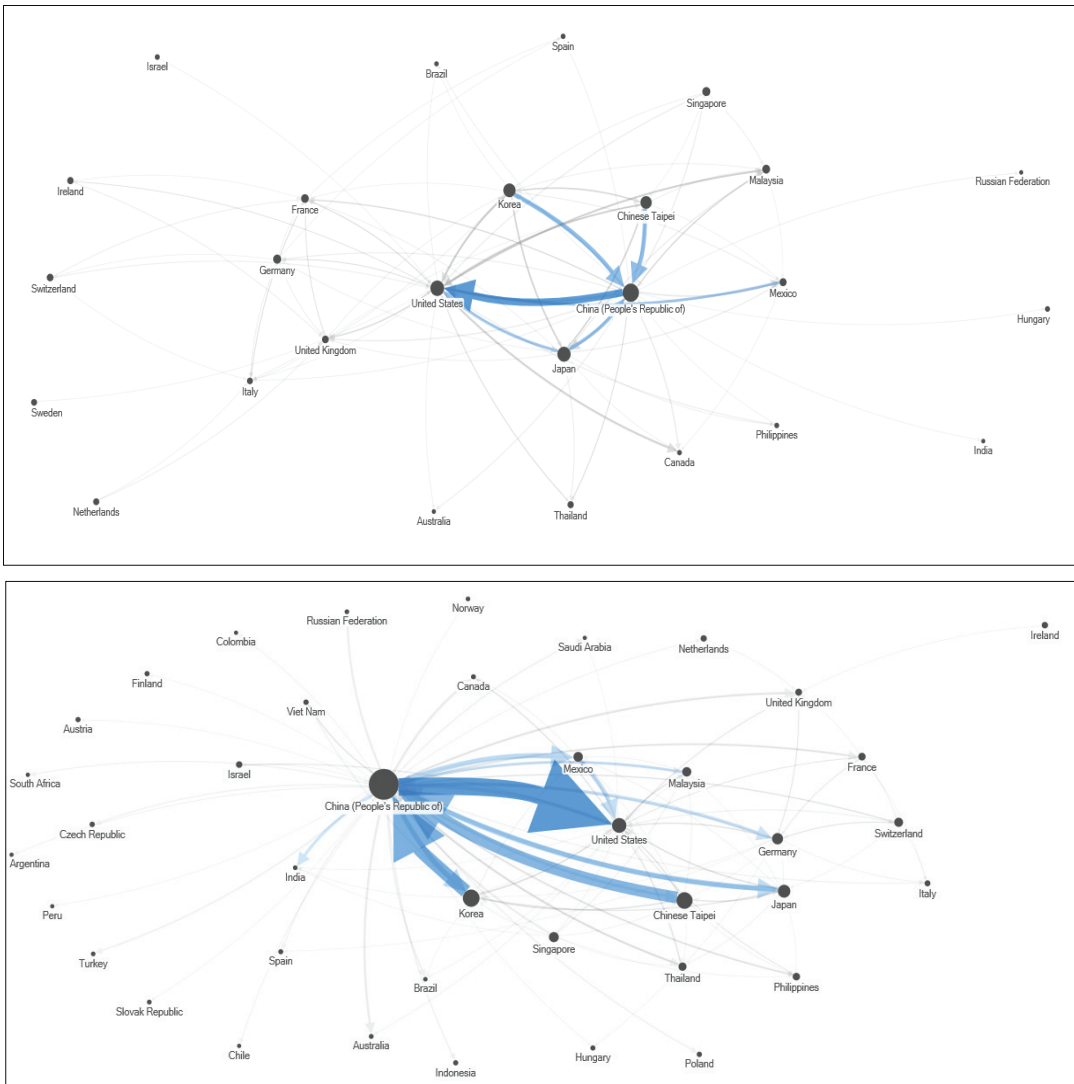 Spain
Israel
Brazil
Singapore
Malaysia
Russian Federation
Ireland
France
Korea
Chinese Taipei
Germany
Switzerland
United States
China (People's Republic of)
Mexico
Hungary
United Kingdom
Japan
Italy
Sweden
Philippines
India
Canada
Netherlands
Australia
Thailand
Norway
Russian Federation
Colombia
Saudi Arabia
Netherlands
Ireland
Finland
Canada
United Kingdom
Viet Nam
Austria
Israel
Mexico
Malaysia
France
South Africa
China (People's Republic of)
Czech Republic
United States
Germany
Switzerland
Argentina
India
Korea
Chinese Taipei
Japan
Italy
Peru
Singapore
Turkey
Spain
Thailand
Philippines
Brazil
Slovak Republic
Chile
Australia
Indonesia
Hungary
Poland